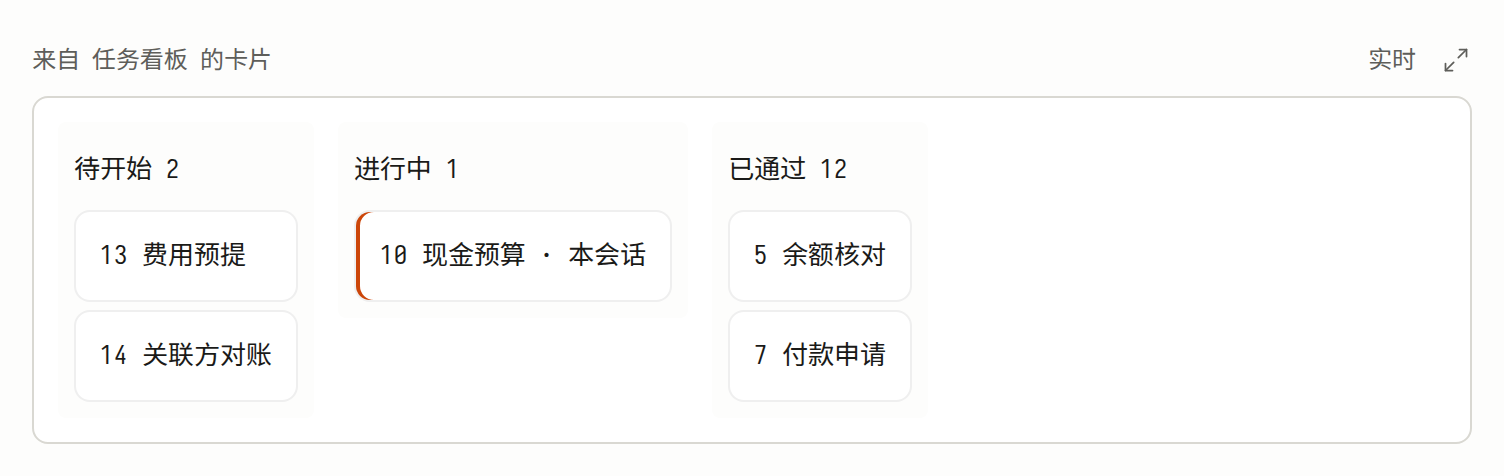 来自 任务看板 的卡片
实时
待开始 2
13 费用预提
14 关联方对账
进行中 1
10 现金预算 · 本会话
已通过 12
5 余额核对
7 付款申请